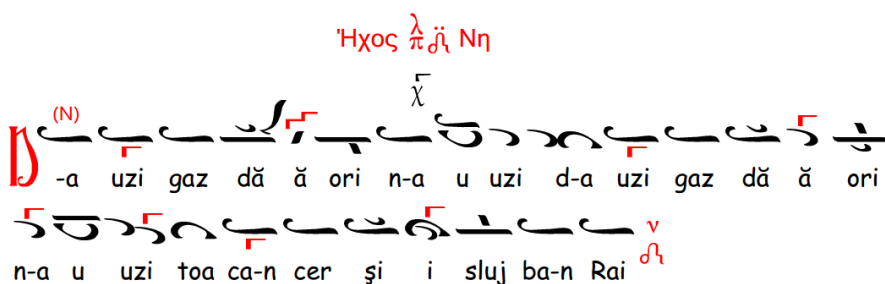 Ἦχος λ π Νη
(Ν)
D-a uzi gaz dă ă ori n-a u uzi d-a uzi gaz dă ă ori
n-a u uzi toa ca-n cer şi i sluj ba-n Rai ν